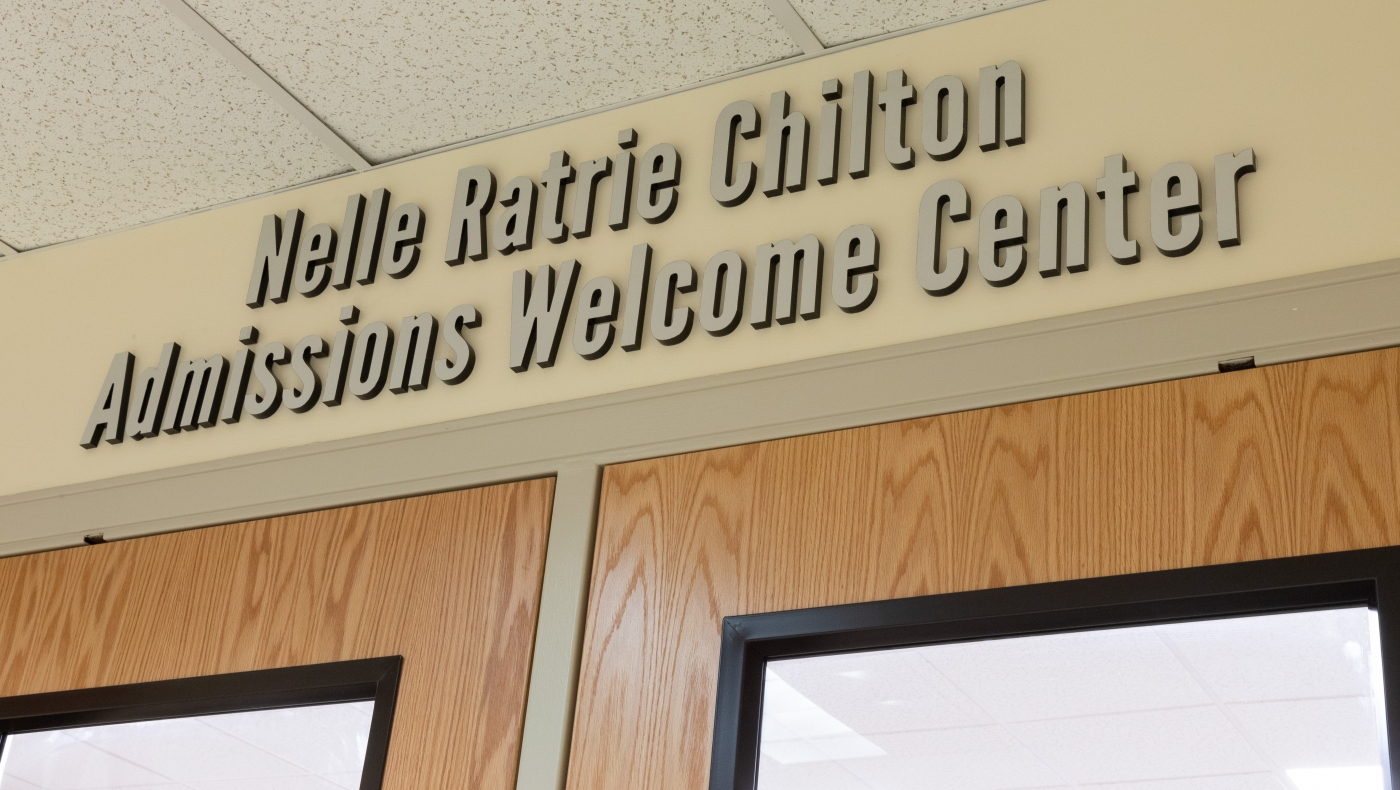 Nelle Ratrie Chilton
Admissions Welcome Center